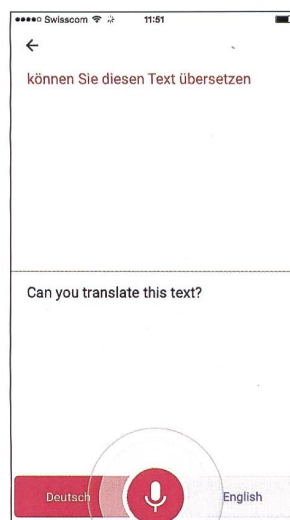 Swisscom 11:51
können Sie diesen Text übersetzen
Can you translate this text?
Deutsch English